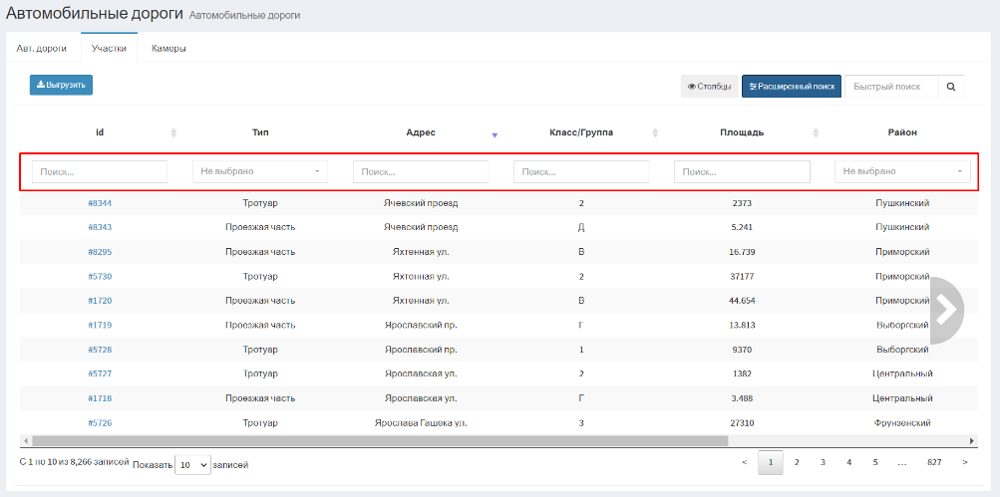 Автомобильные дороги Автомобильные дороги
Авт. дороги Участки Камеры
Выгрузить Столбцы Расширенный поиск Быстрый поиск
id Тип Адрес Класс/Группа Площадь Район
Поиск... Не выбрано Поиск... Поиск... Поиск... Не выбрано
#8344 Тротуар Ячевский проезд 2 2373 Пушкинский
#8343 Проезжая часть Ячевский проезд Д 5.241 Пушкинский
#8295 Проезжая часть Яхтенная ул. В 16.739 Приморский
#5730 Тротуар Яхтенная ул. 2 37177 Приморский
#1720 Проезжая часть Яхтенная ул. В 44.654 Приморский
#1719 Проезжая часть Ярославский пр. Г 13.813 Выборгский
#5728 Тротуар Ярославский пр. 1 9370 Выборгский
#5727 Тротуар Ярославская ул. 2 1382 Центральный
#1718 Проезжая часть Ярославская ул. Г 3.488 Центральный
#5726 Тротуар Ярослава Гашека ул. 3 27310 Фрунзенский
С 1 по 10 из 8,266 записей Показать 10 записей < 1 2 3 4 5 ... 827 >